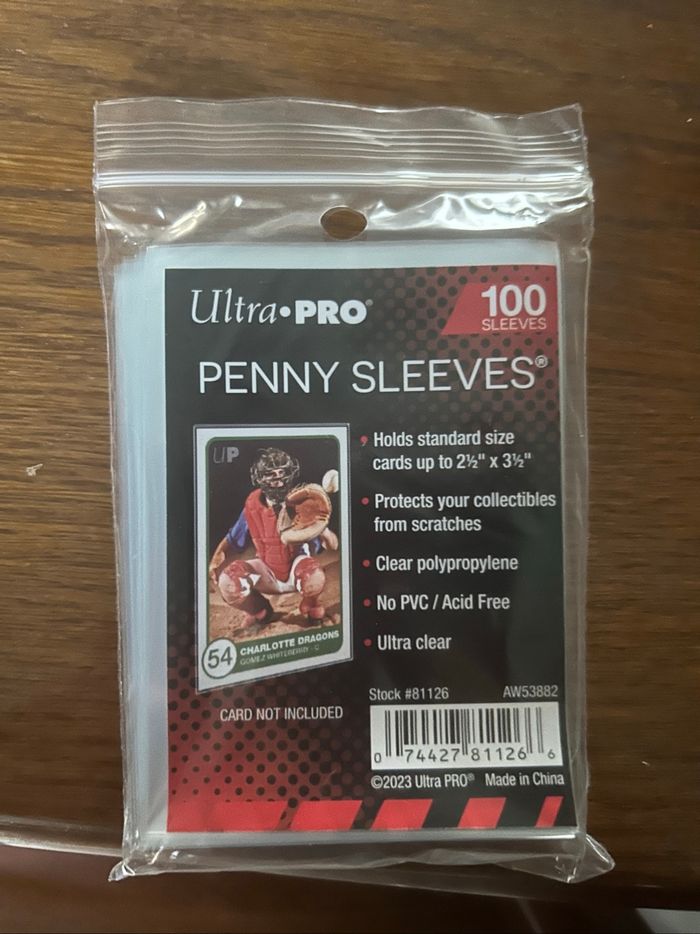 Ultra•PRO®
100
SLEEVES
PENNY SLEEVES®
UP
• Holds standard size
cards up to 2½" x 3½"
• Protects your collectibles
from scratches
• Clear polypropylene
• No PVC / Acid Free
• Ultra clear
54
CHARLOTTE DRAGONS
GOMEZ WHITEBERRY - C
CARD NOT INCLUDED
Stock #81126 AW53882
0 74427 81126 6
©2023 Ultra PRO® Made in China